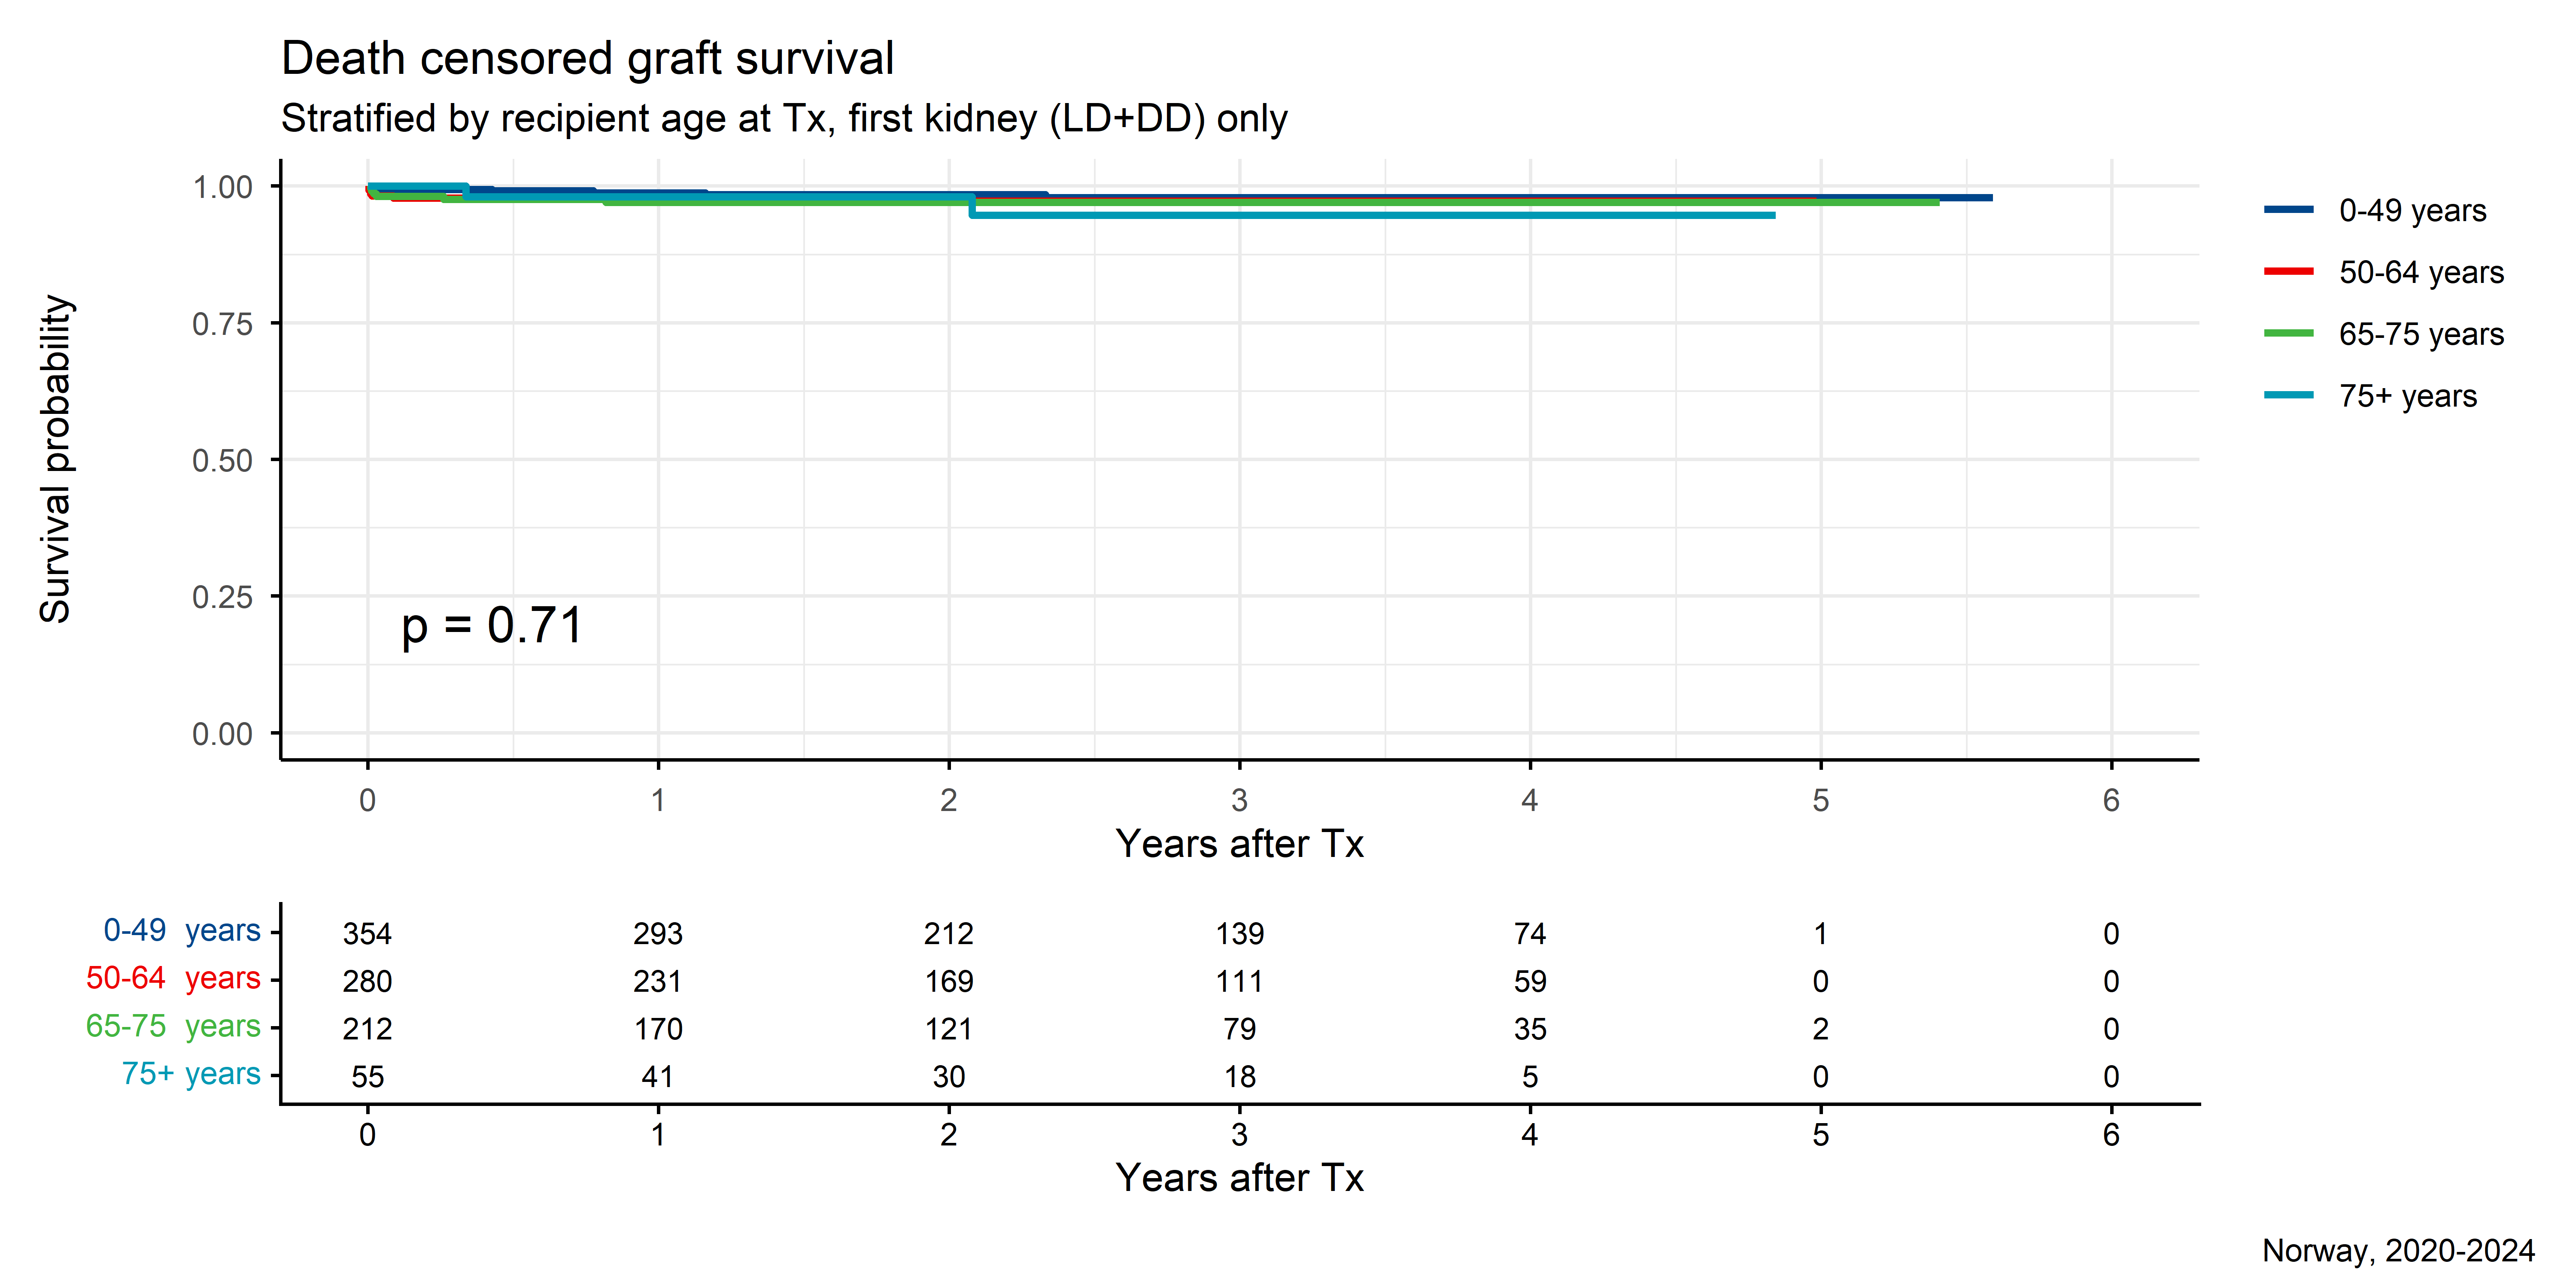 Death censored graft survival
Stratified by recipient age at Tx, first kidney (LD+DD) only
Survival probability
1.00
0.75
0.50
0.25
0.00
p = 0.71
0 1 2 3 4 5 6
Years after Tx
0-49 years
50-64 years
65-75 years
75+ years
0-49 years 354 293 212 139 74 1 0
50-64 years 280 231 169 111 59 0 0
65-75 years 212 170 121 79 35 2 0
75+ years 55 41 30 18 5 0 0
0 1 2 3 4 5 6
Years after Tx
Norway, 2020-2024